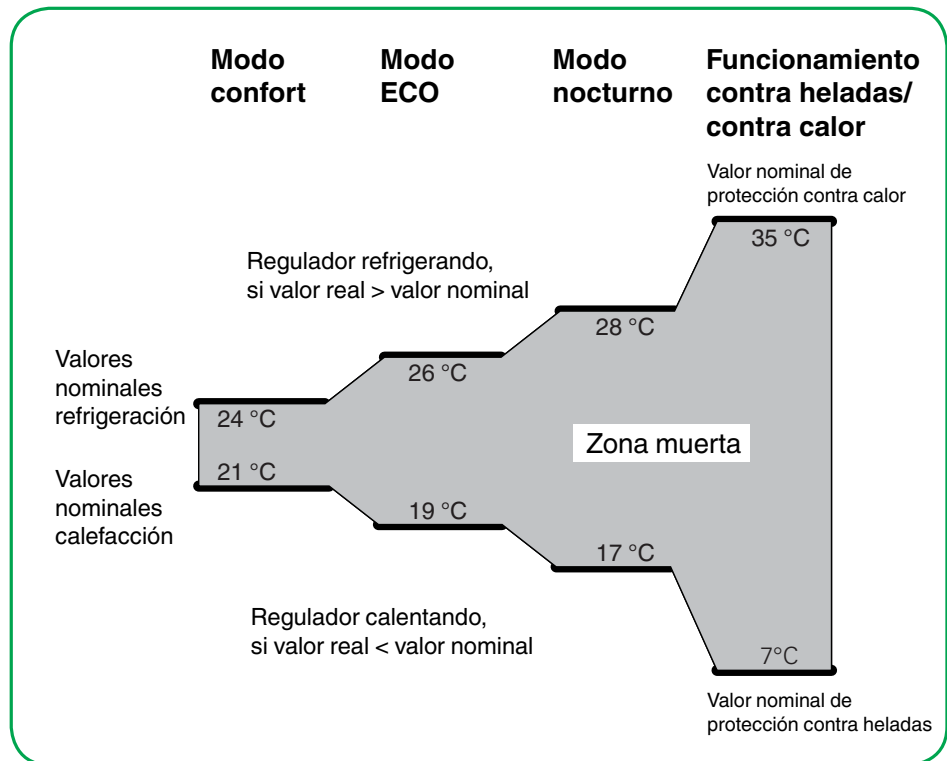 Modo
confort
Modo
ECO
Modo
nocturno
Funcionamiento
contra heladas/
contra calor
Valor nominal de
protección contra calor
35 °C
Regulador refrigerando,
si valor real > valor nominal
28 °C
Valores
nominales
refrigeración
26 °C
24 °C
Zona muerta
21 °C
Valores
nominales
calefacción
19 °C
17 °C
Regulador calentando,
si valor real < valor nominal
7°C
Valor nominal de
protección contra heladas